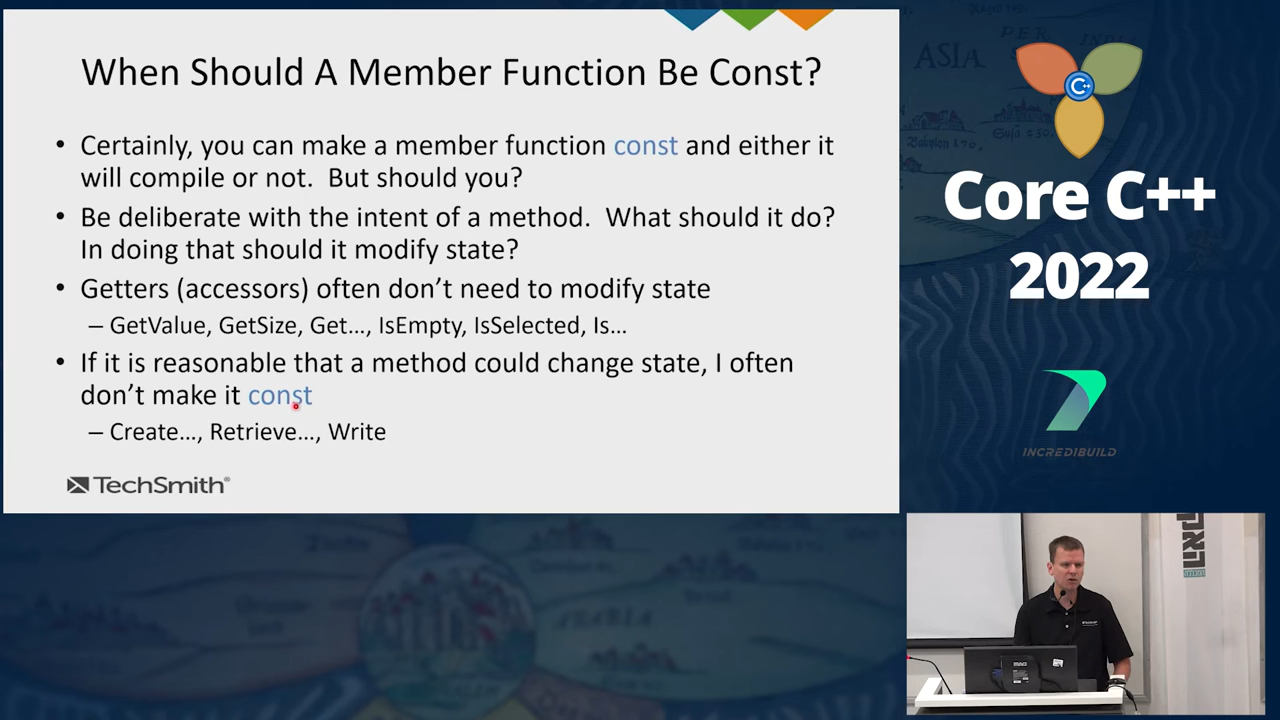 When Should A Member Function Be Const?
• Certainly, you can make a member function const and either it
will compile or not. But should you?
• Be deliberate with the intent of a method. What should it do?
In doing that should it modify state?
• Getters (accessors) often don’t need to modify state
– GetValue, GetSize, Get…, IsEmpty, IsSelected, Is…
• If it is reasonable that a method could change state, I often
don’t make it const
– Create…, Retrieve…, Write
TechSmith®
ASIA
PER
INDIA
C++
Core C++
2022
INCREDIBUILD
ARABIA